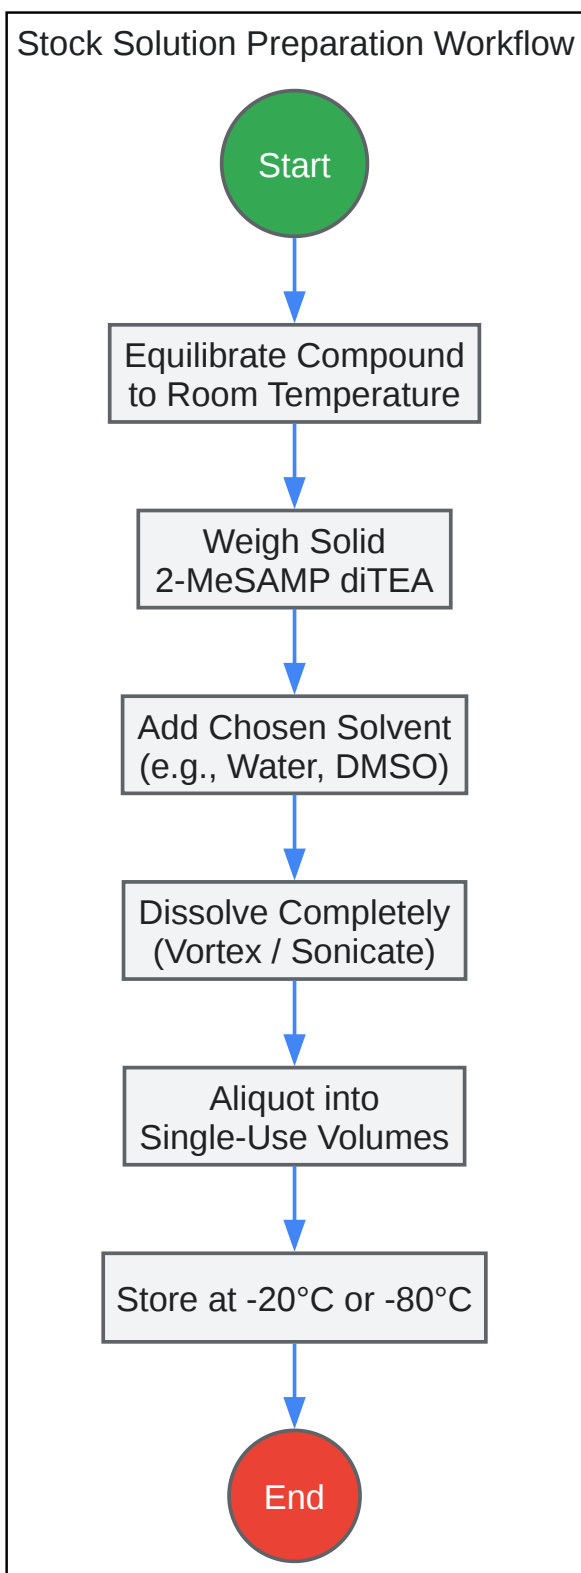 Stock Solution Preparation Workflow
Start
Equilibrate Compound
to Room Temperature
Weigh Solid
2-MeSAMP diTEA
Add Chosen Solvent
(e.g., Water, DMSO)
Dissolve Completely
(Vortex / Sonicate)
Aliquot into
Single-Use Volumes
Store at -20°C or -80°C
End